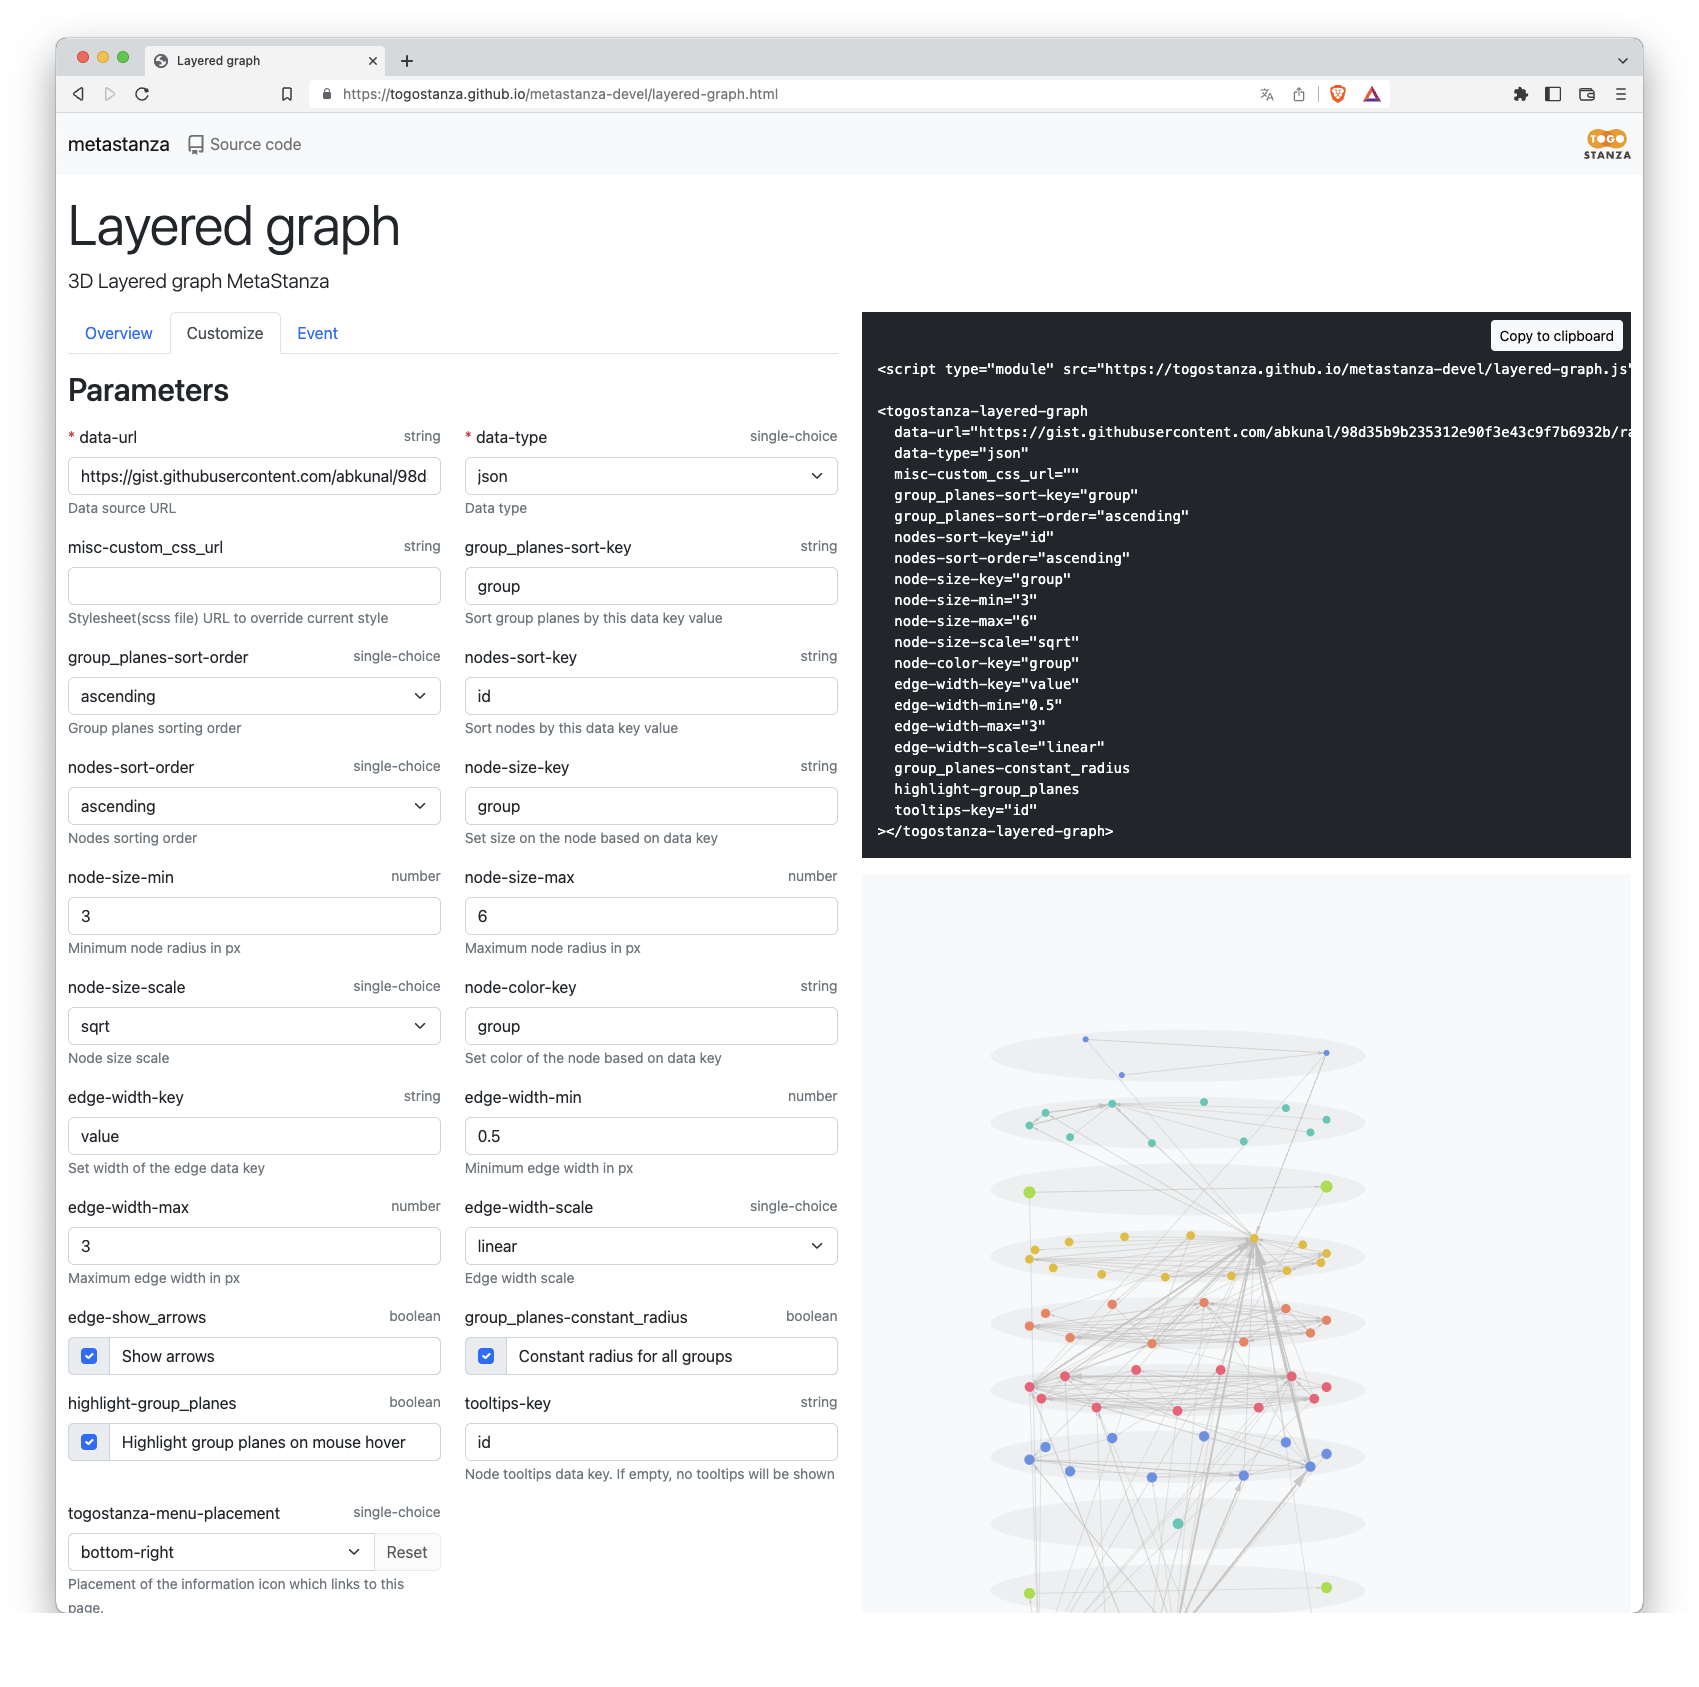 Layered graph
https://togostanza.github.io/metastanza-devel/layered-graph.html
metastanza
Source code
TOGO
STANZA
Layered graph
3D Layered graph MetaStanza
Overview
Customize
Event
Parameters
* data-url string
https://gist.githubusercontent.com/abkunal/98d
Data source URL
* data-type single-choice
json
Data type
misc-custom_css_url string
Stylesheet(scss file) URL to override current style
group_planes-sort-key string
group
Sort group planes by this data key value
group_planes-sort-order single-choice
ascending
Group planes sorting order
nodes-sort-key string
id
Sort nodes by this data key value
nodes-sort-order single-choice
ascending
Nodes sorting order
node-size-key string
group
Set size on the node based on data key
node-size-min number
3
Minimum node radius in px
node-size-max number
6
Maximum node radius in px
node-size-scale single-choice
sqrt
Node size scale
node-color-key string
group
Set color of the node based on data key
edge-width-key string
value
Set width of the edge data key
edge-width-min number
0.5
Minimum edge width in px
edge-width-max number
3
Maximum edge width in px
edge-width-scale single-choice
linear
Edge width scale
edge-show_arrows boolean
Show arrows
group_planes-constant_radius boolean
Constant radius for all groups
highlight-group_planes boolean
Highlight group planes on mouse hover
tooltips-key string
id
Node tooltips data key. If empty, no tooltips will be shown
togostanza-menu-placement single-choice
bottom-right
Reset
Placement of the information icon which links to this
page.
Copy to clipboard
<script type="module" src="https://togostanza.github.io/metastanza-devel/layered-graph.js"
<togostanza-layered-graph
data-url="https://gist.githubusercontent.com/abkunal/98d35b9b235312e90f3e43c9f7b6932b/ra
data-type="json"
misc-custom_css_url=""
group_planes-sort-key="group"
group_planes-sort-order="ascending"
nodes-sort-key="id"
nodes-sort-order="ascending"
node-size-key="group"
node-size-min="3"
node-size-max="6"
node-size-scale="sqrt"
node-color-key="group"
edge-width-key="value"
edge-width-min="0.5"
edge-width-max="3"
edge-width-scale="linear"
group_planes-constant_radius
highlight-group_planes
tooltips-key="id"
></togostanza-layered-graph>